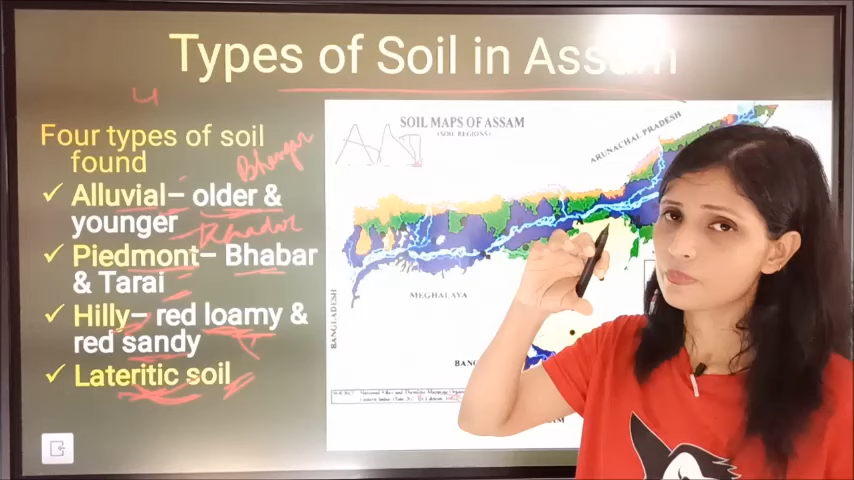 Types of Soil in Assam
4
Four types of soil
found
Bhangar
✓ Alluvial– older &
younger
Khadar
✓ Piedmont– Bhabar
& Tarai
✓ Hilly– red loamy &
red sandy
✓ Lateritic soil
SOIL MAPS OF ASSAM
(SOIL REGIONS)
ARUNACHAL PRADESH
MEGHALAYA
BANGLADESH